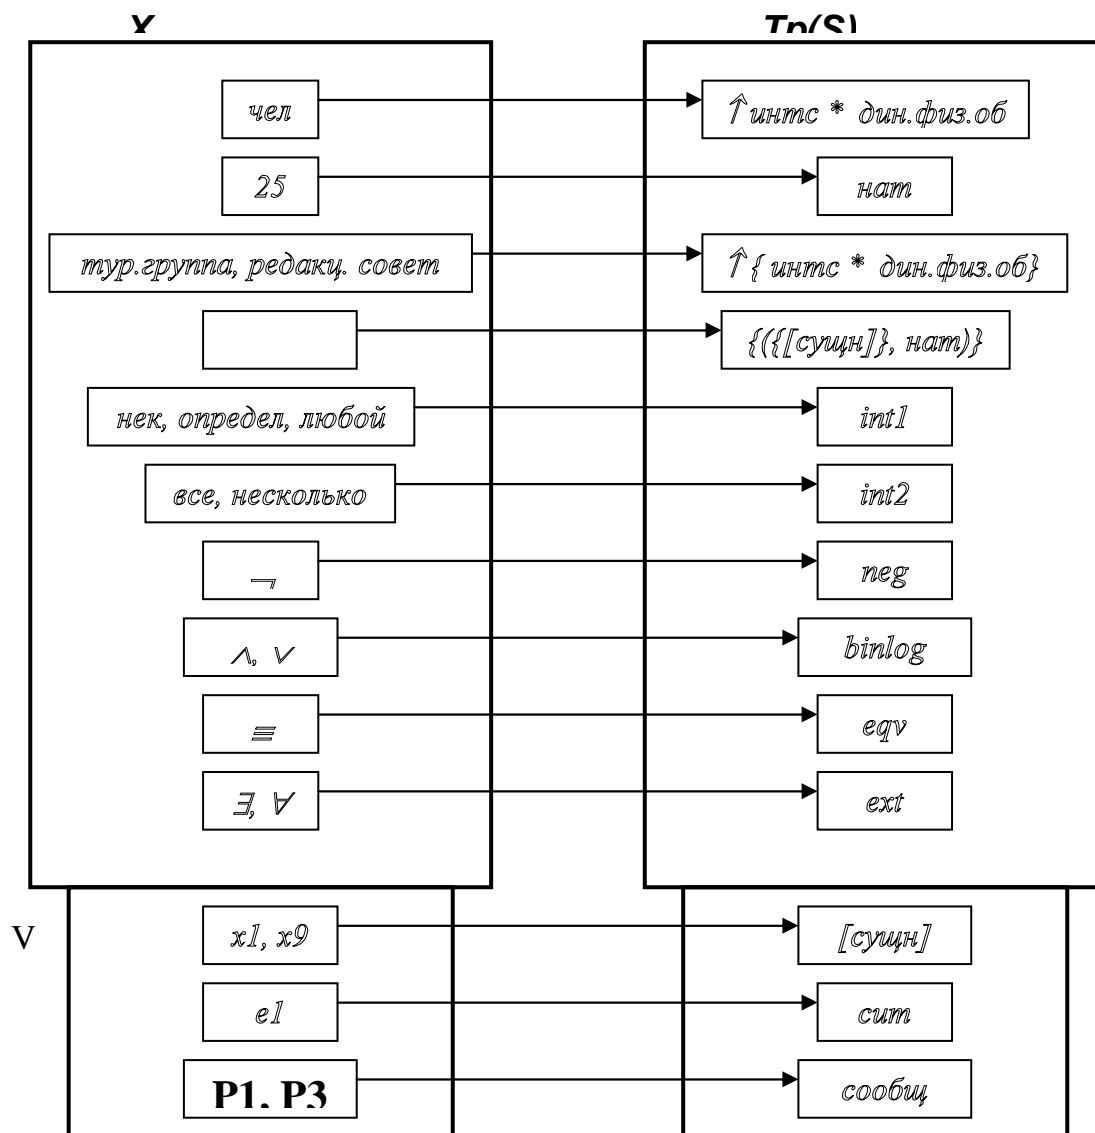 X Tp(S)
чел ↑интс * дин.физ.об
25 нат
тур.группа, редакц. совет ↑{ интс * дин.физ.об}
{({[сущн]}, нат)}
нек, определ, любой int1
все, несколько int2
¬ neg
∧, ∨ binlog
≡ eqv
∃, ∀ ext
V x1, x9 [сущн]
e1 сит
P1, P3 сообщ